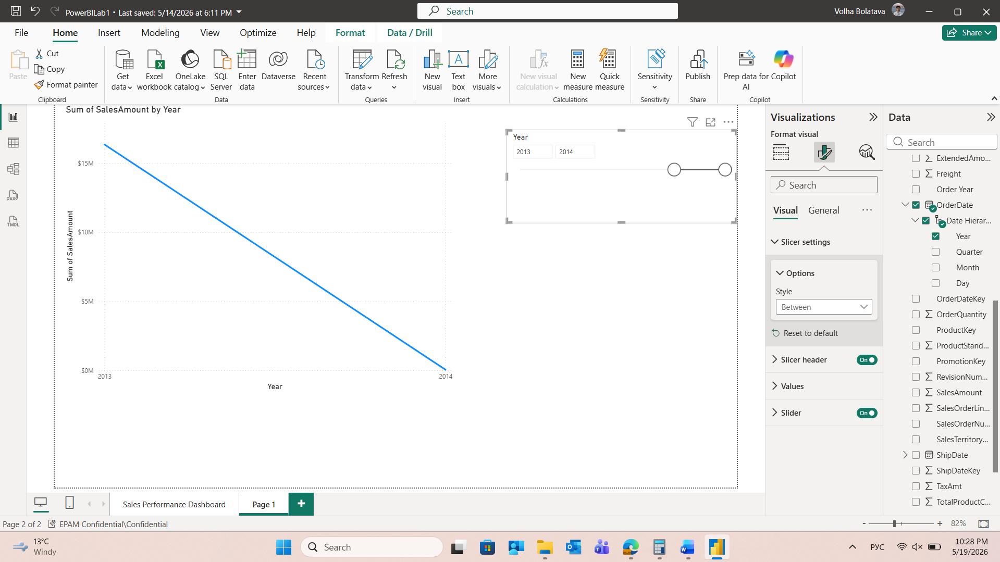 PowerBILab1 • Last saved: 5/14/2026 at 6:11 PM
Search
Volha Bolatava
File
Home
Insert
Modeling
View
Optimize
Help
Format
Data / Drill
Share
Paste
Cut
Copy
Format painter
Clipboard
Get data
Excel workbook
OneLake catalog
SQL Server
Enter data
Dataverse
Recent sources
Data
Transform data
Refresh
Queries
New visual
Text box
More visuals
Insert
New visual calculation
New measure
Quick measure
Calculations
Sensitivity
Sensitivity
Publish
Share
Prep data for AI
Copilot
Copilot
DAX
TMDL
Sum of SalesAmount by Year
Sum of SalesAmount
$15M
$10M
$5M
$0M
2013
2014
Year
Year
2013
2014
Visualizations
Format visual
Search
Visual
General
Slicer settings
Options
Style
Between
Reset to default
Slicer header
On
Values
Slider
On
Data
Search
ExtendedAmo...
Freight
Order Year
OrderDate
Date Hierar...
Year
Quarter
Month
Day
OrderDateKey
OrderQuantity
ProductKey
ProductStand...
PromotionKey
RevisionNum...
SalesAmount
SalesOrderLin...
SalesOrderNu...
SalesTerritory...
ShipDate
ShipDateKey
TaxAmt
TotalProductC...
Sales Performance Dashboard
Page 1
Page 2 of 2
EPAM Confidential\Confidential
82%
13°C
Windy
Search
РУС
10:28 PM
5/19/2026